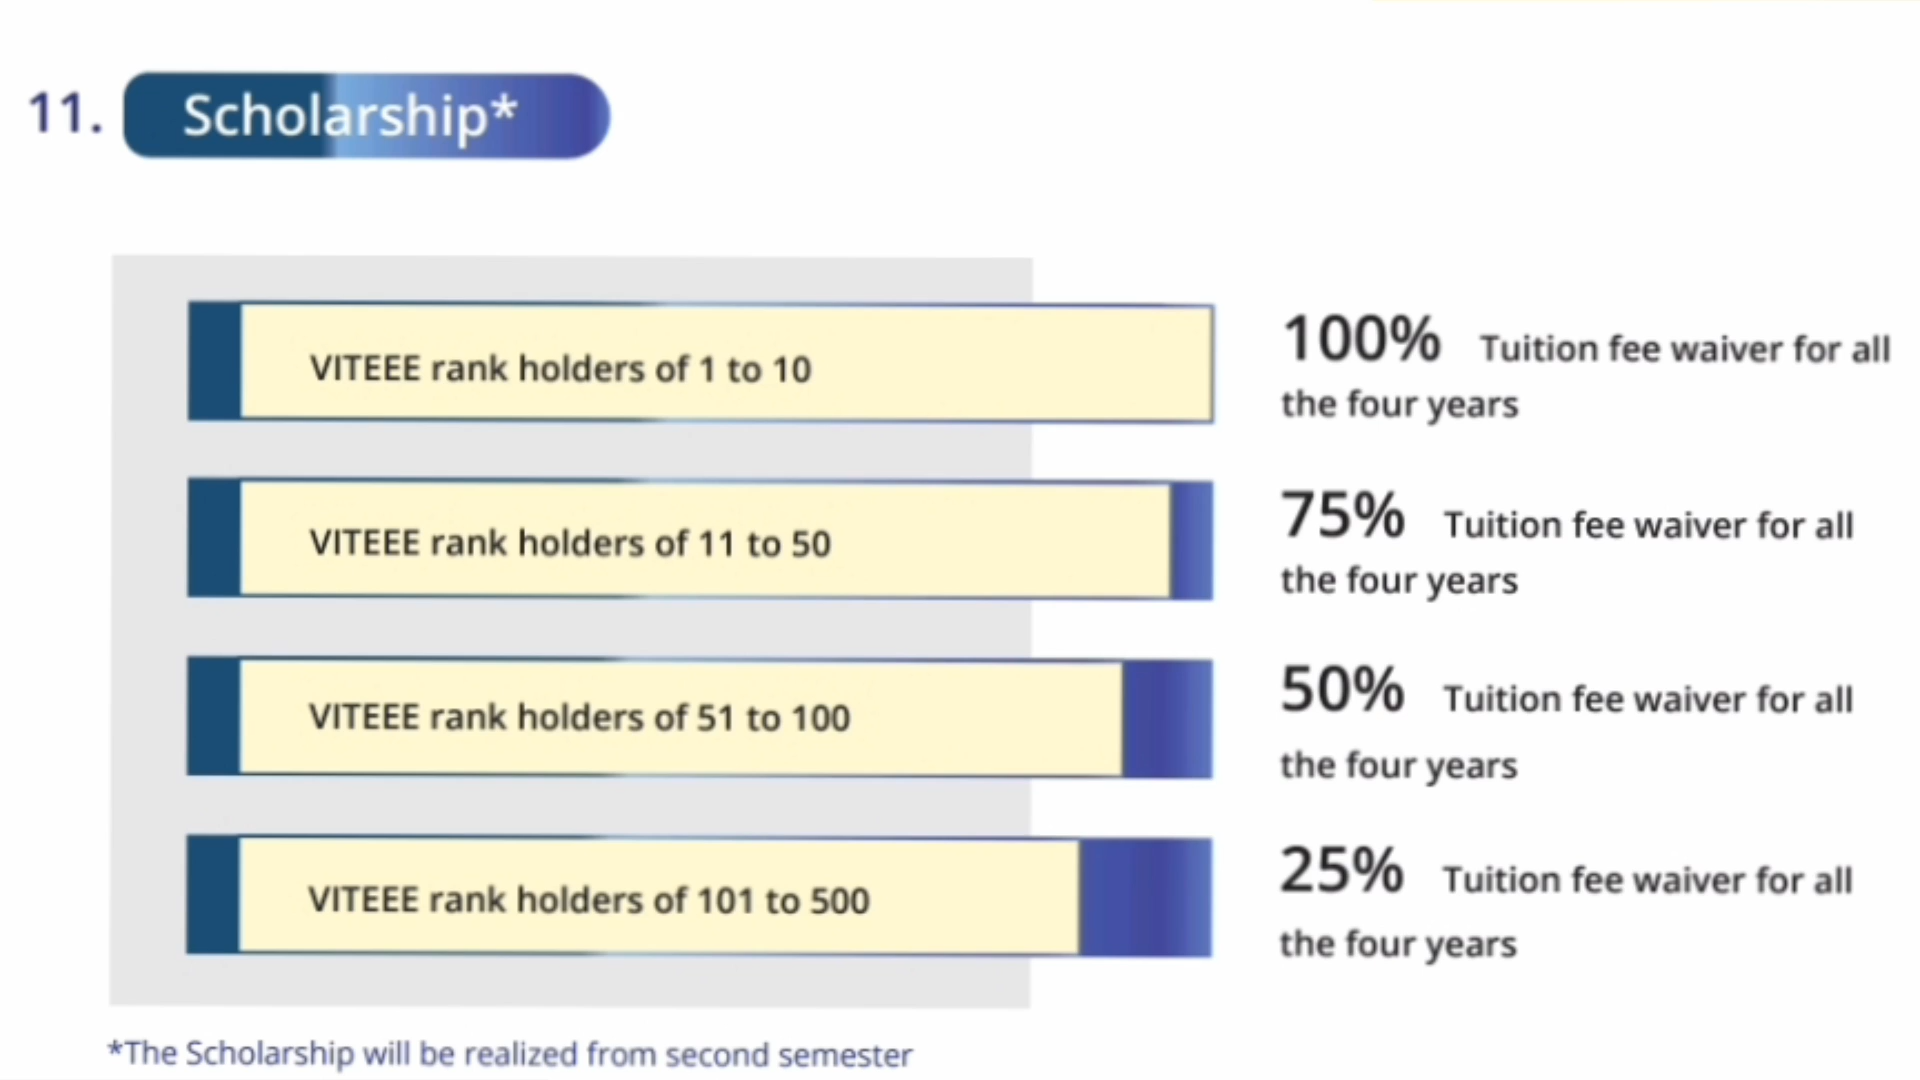 11. Scholarship*
VITEEE rank holders of 1 to 10
100% Tuition fee waiver for all
the four years
VITEEE rank holders of 11 to 50
75% Tuition fee waiver for all
the four years
VITEEE rank holders of 51 to 100
50% Tuition fee waiver for all
the four years
VITEEE rank holders of 101 to 500
25% Tuition fee waiver for all
the four years
*The Scholarship will be realized from second semester